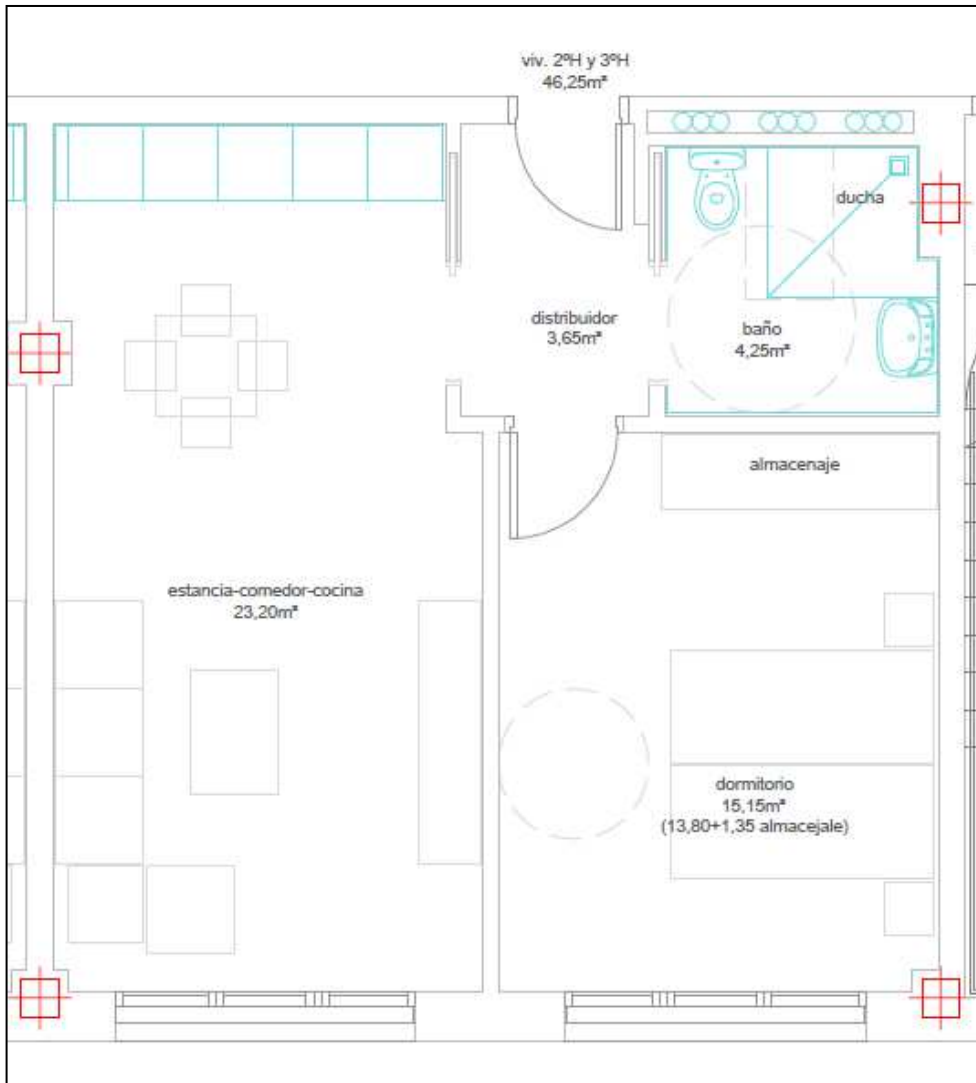 viv. 2ºH y 3ºH
46,25m²
ducha
distribuidor
3,65m²
baño
4,25m²
almacenaje
estancia-comedor-cocina
23,20m²
dormitorio
15,15m²
(13,80+1,35 almacejale)